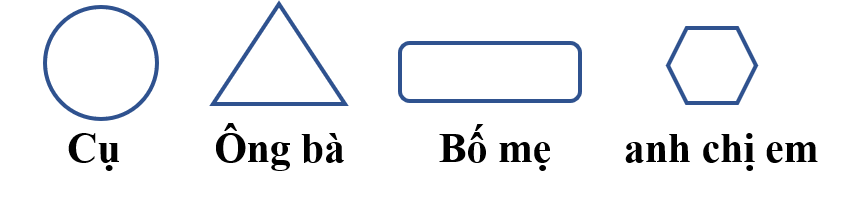 Cụ Ông bà Bố mẹ anh chị em